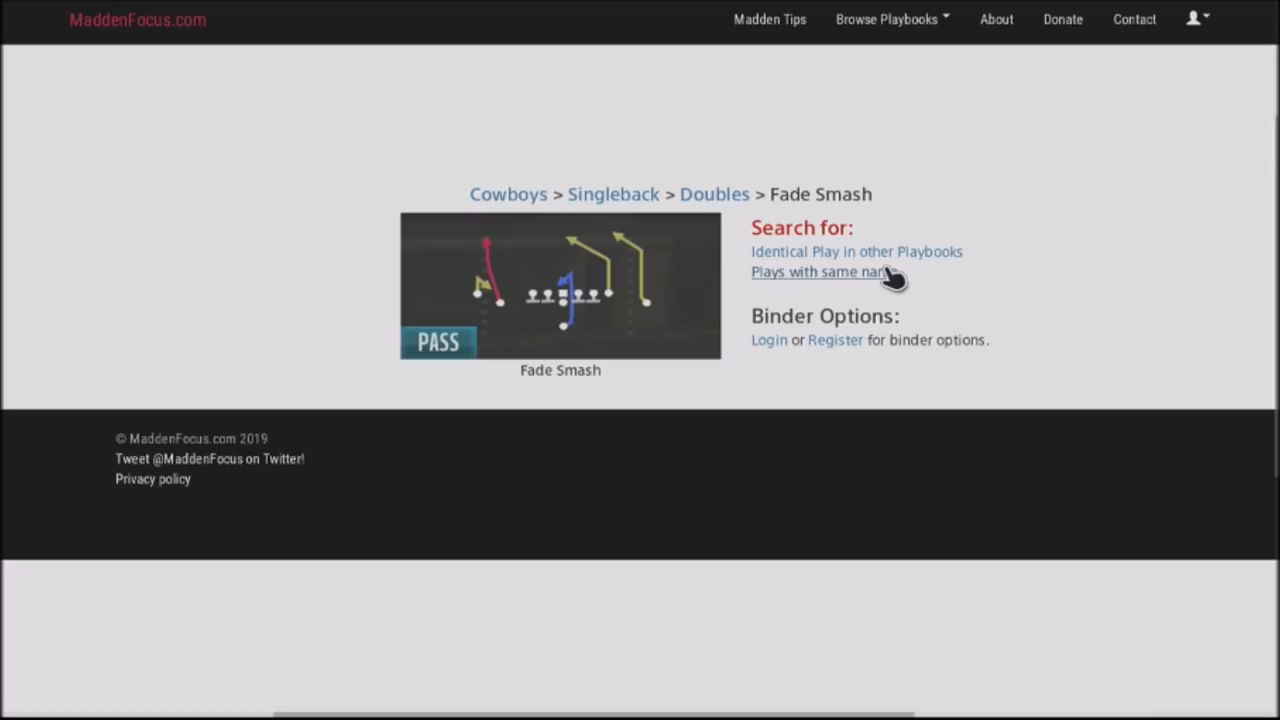 MaddenFocus.com
Madden Tips Browse Playbooks About Donate Contact
Cowboys > Singleback > Doubles > Fade Smash
PASS
Fade Smash
Search for:
Identical Play in other Playbooks
Plays with same
Binder Options:
Login or Register for binder options.
© MaddenFocus.com 2019
Tweet @MaddenFocus on Twitter!
Privacy policy